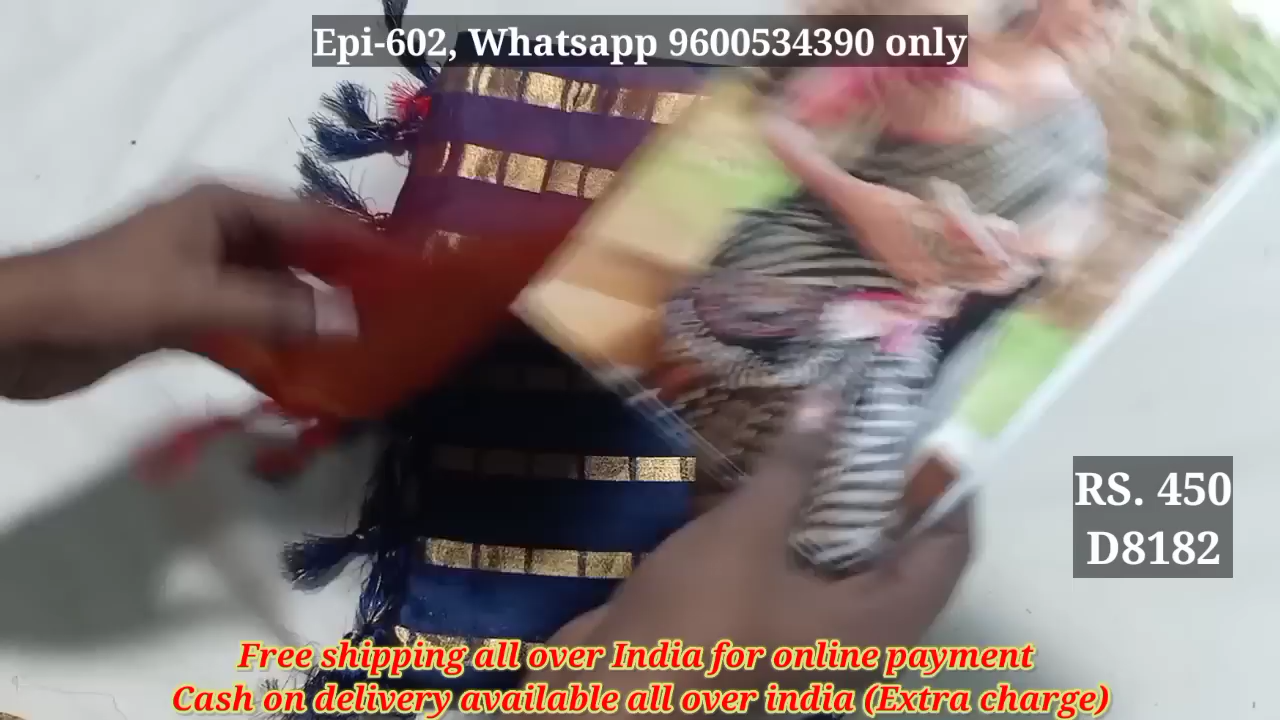 Epi-602, Whatsapp 9600534390 only
RS. 450
D8182
Free shipping all over India for online payment
Cash on delivery available all over india (Extra charge)